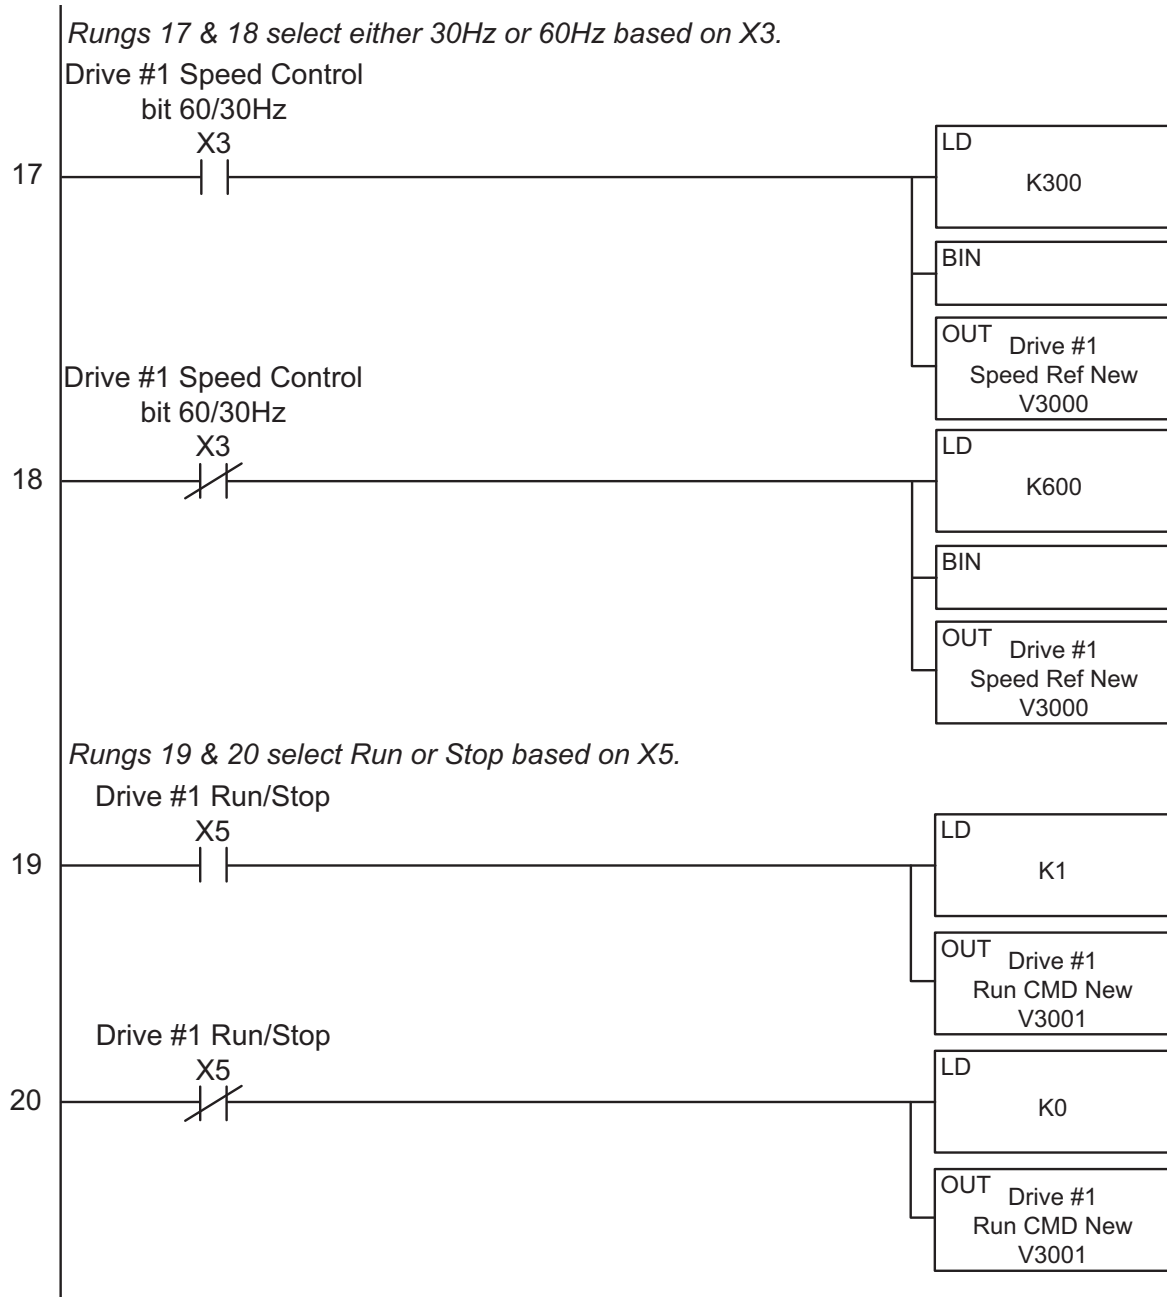 Rungs 17 & 18 select either 30Hz or 60Hz based on X3.
Drive #1 Speed Control
bit 60/30Hz
X3
17
LD
K300
BIN
OUT
Drive #1
Speed Ref New
V3000
Drive #1 Speed Control
bit 60/30Hz
X3
18
LD
K600
BIN
OUT
Drive #1
Speed Ref New
V3000
Rungs 19 & 20 select Run or Stop based on X5.
Drive #1 Run/Stop
X5
19
LD
K1
OUT
Drive #1
Run CMD New
V3001
Drive #1 Run/Stop
X5
20
LD
K0
OUT
Drive #1
Run CMD New
V3001